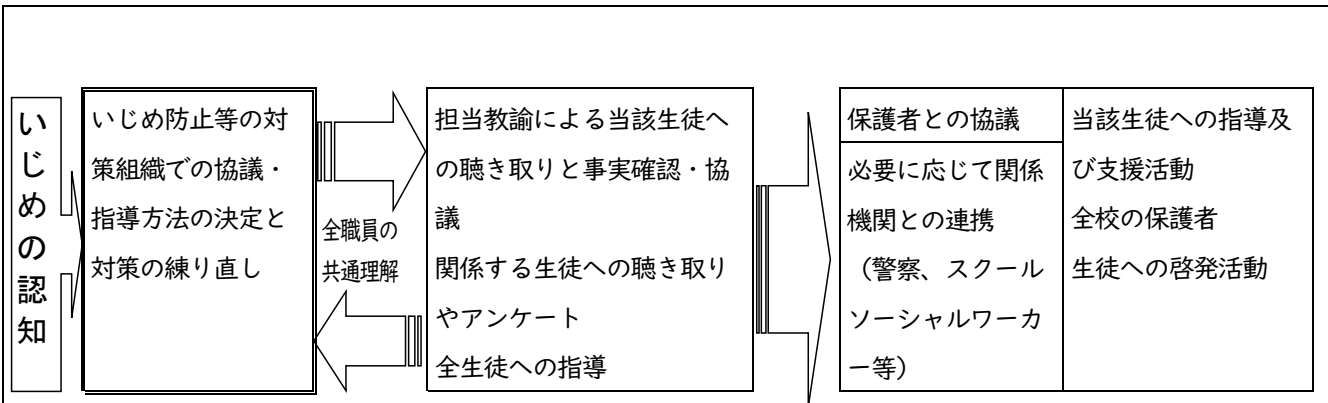 いじめの認知
いじめ防止等の対
策組織での協議・
指導方法の決定と
対策の練り直し
全職員の
共通理解
担当教諭による当該生徒へ
の聴き取りと事実確認・協
議
関係する生徒への聴き取り
やアンケート
全生徒への指導
保護者との協議
必要に応じて関係
機関との連携
（警察、スクール
ソーシャルワーカ
ー等）
当該生徒への指導及
び支援活動
全校の保護者
生徒への啓発活動